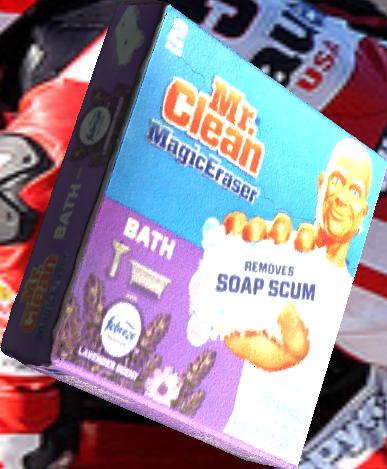 2
Mr.
Clean
MagicEraser
BATH
REMOVES
SOAP SCUM
febreze
LAVENDER SCENT
BATH
Mr.
Clean
USA